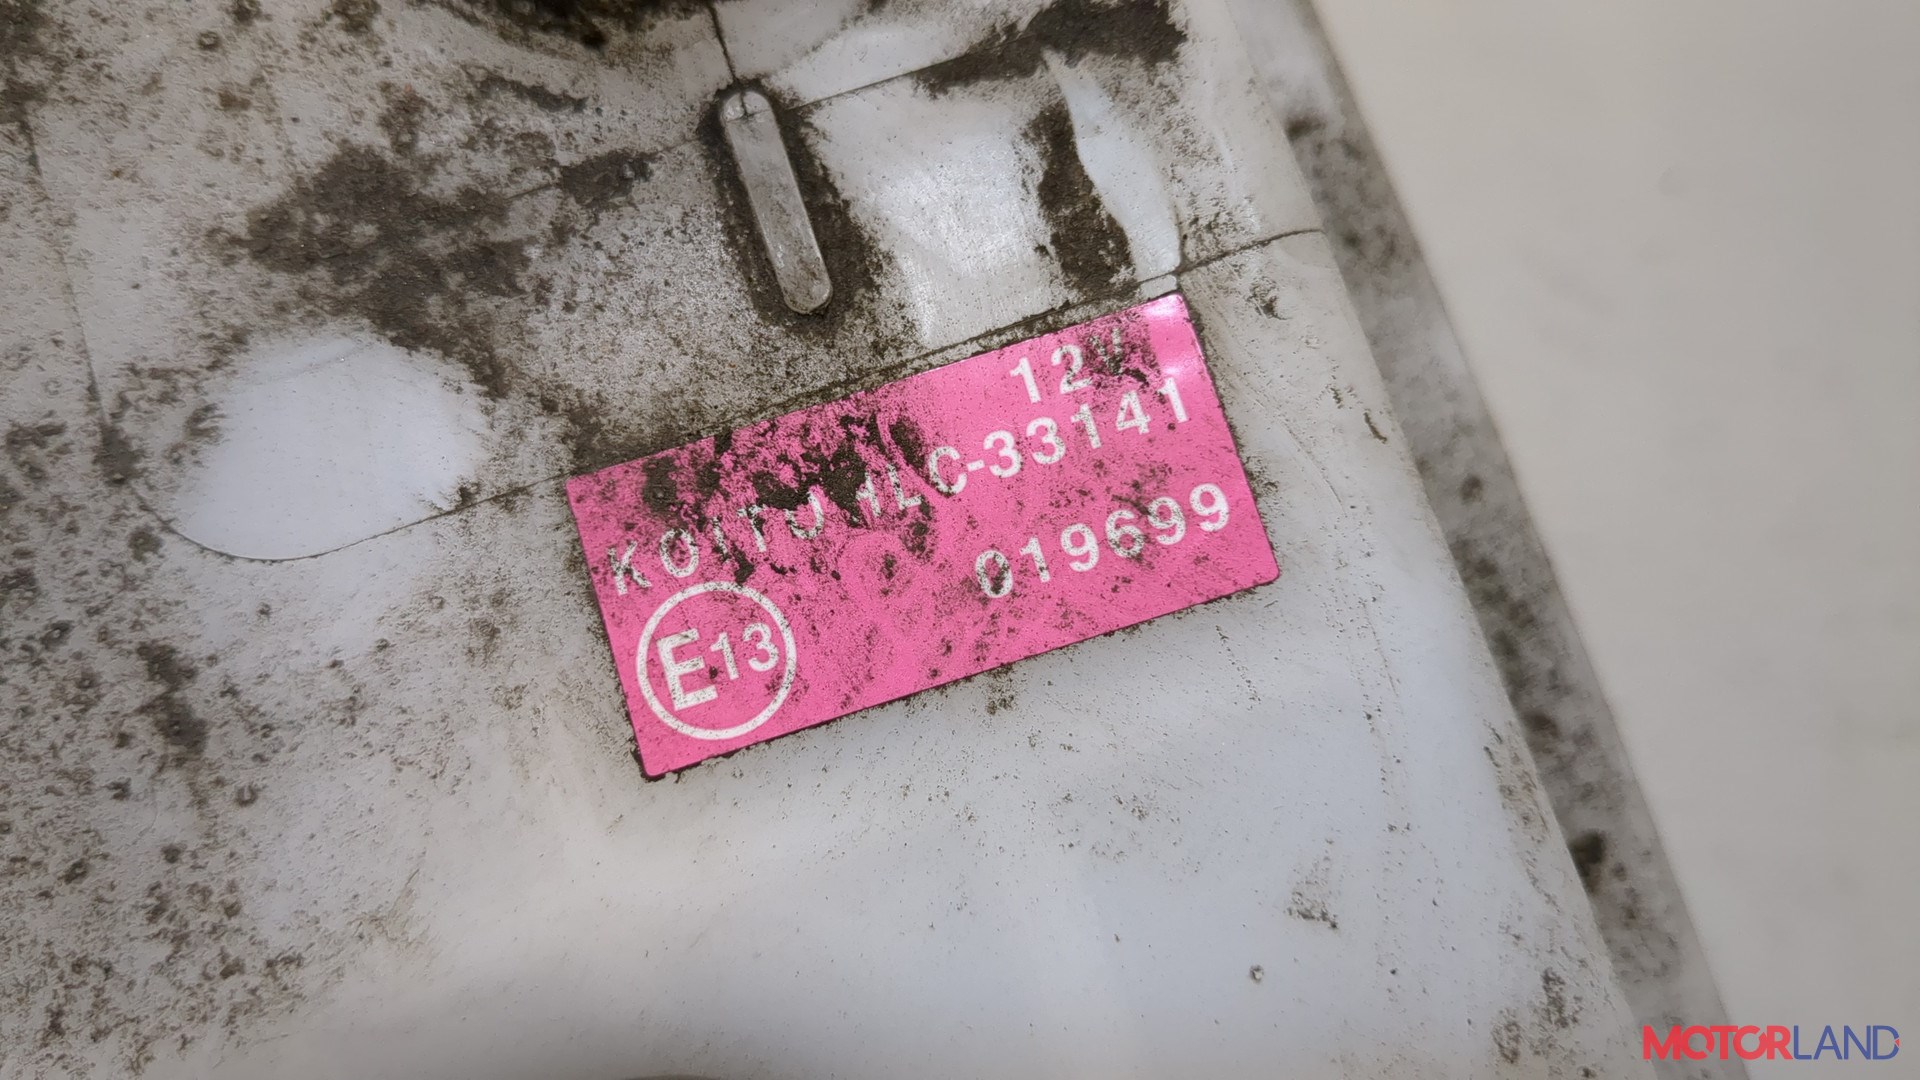 12V
KOITO 1LC-33141
019699
E13
MOTORLAND